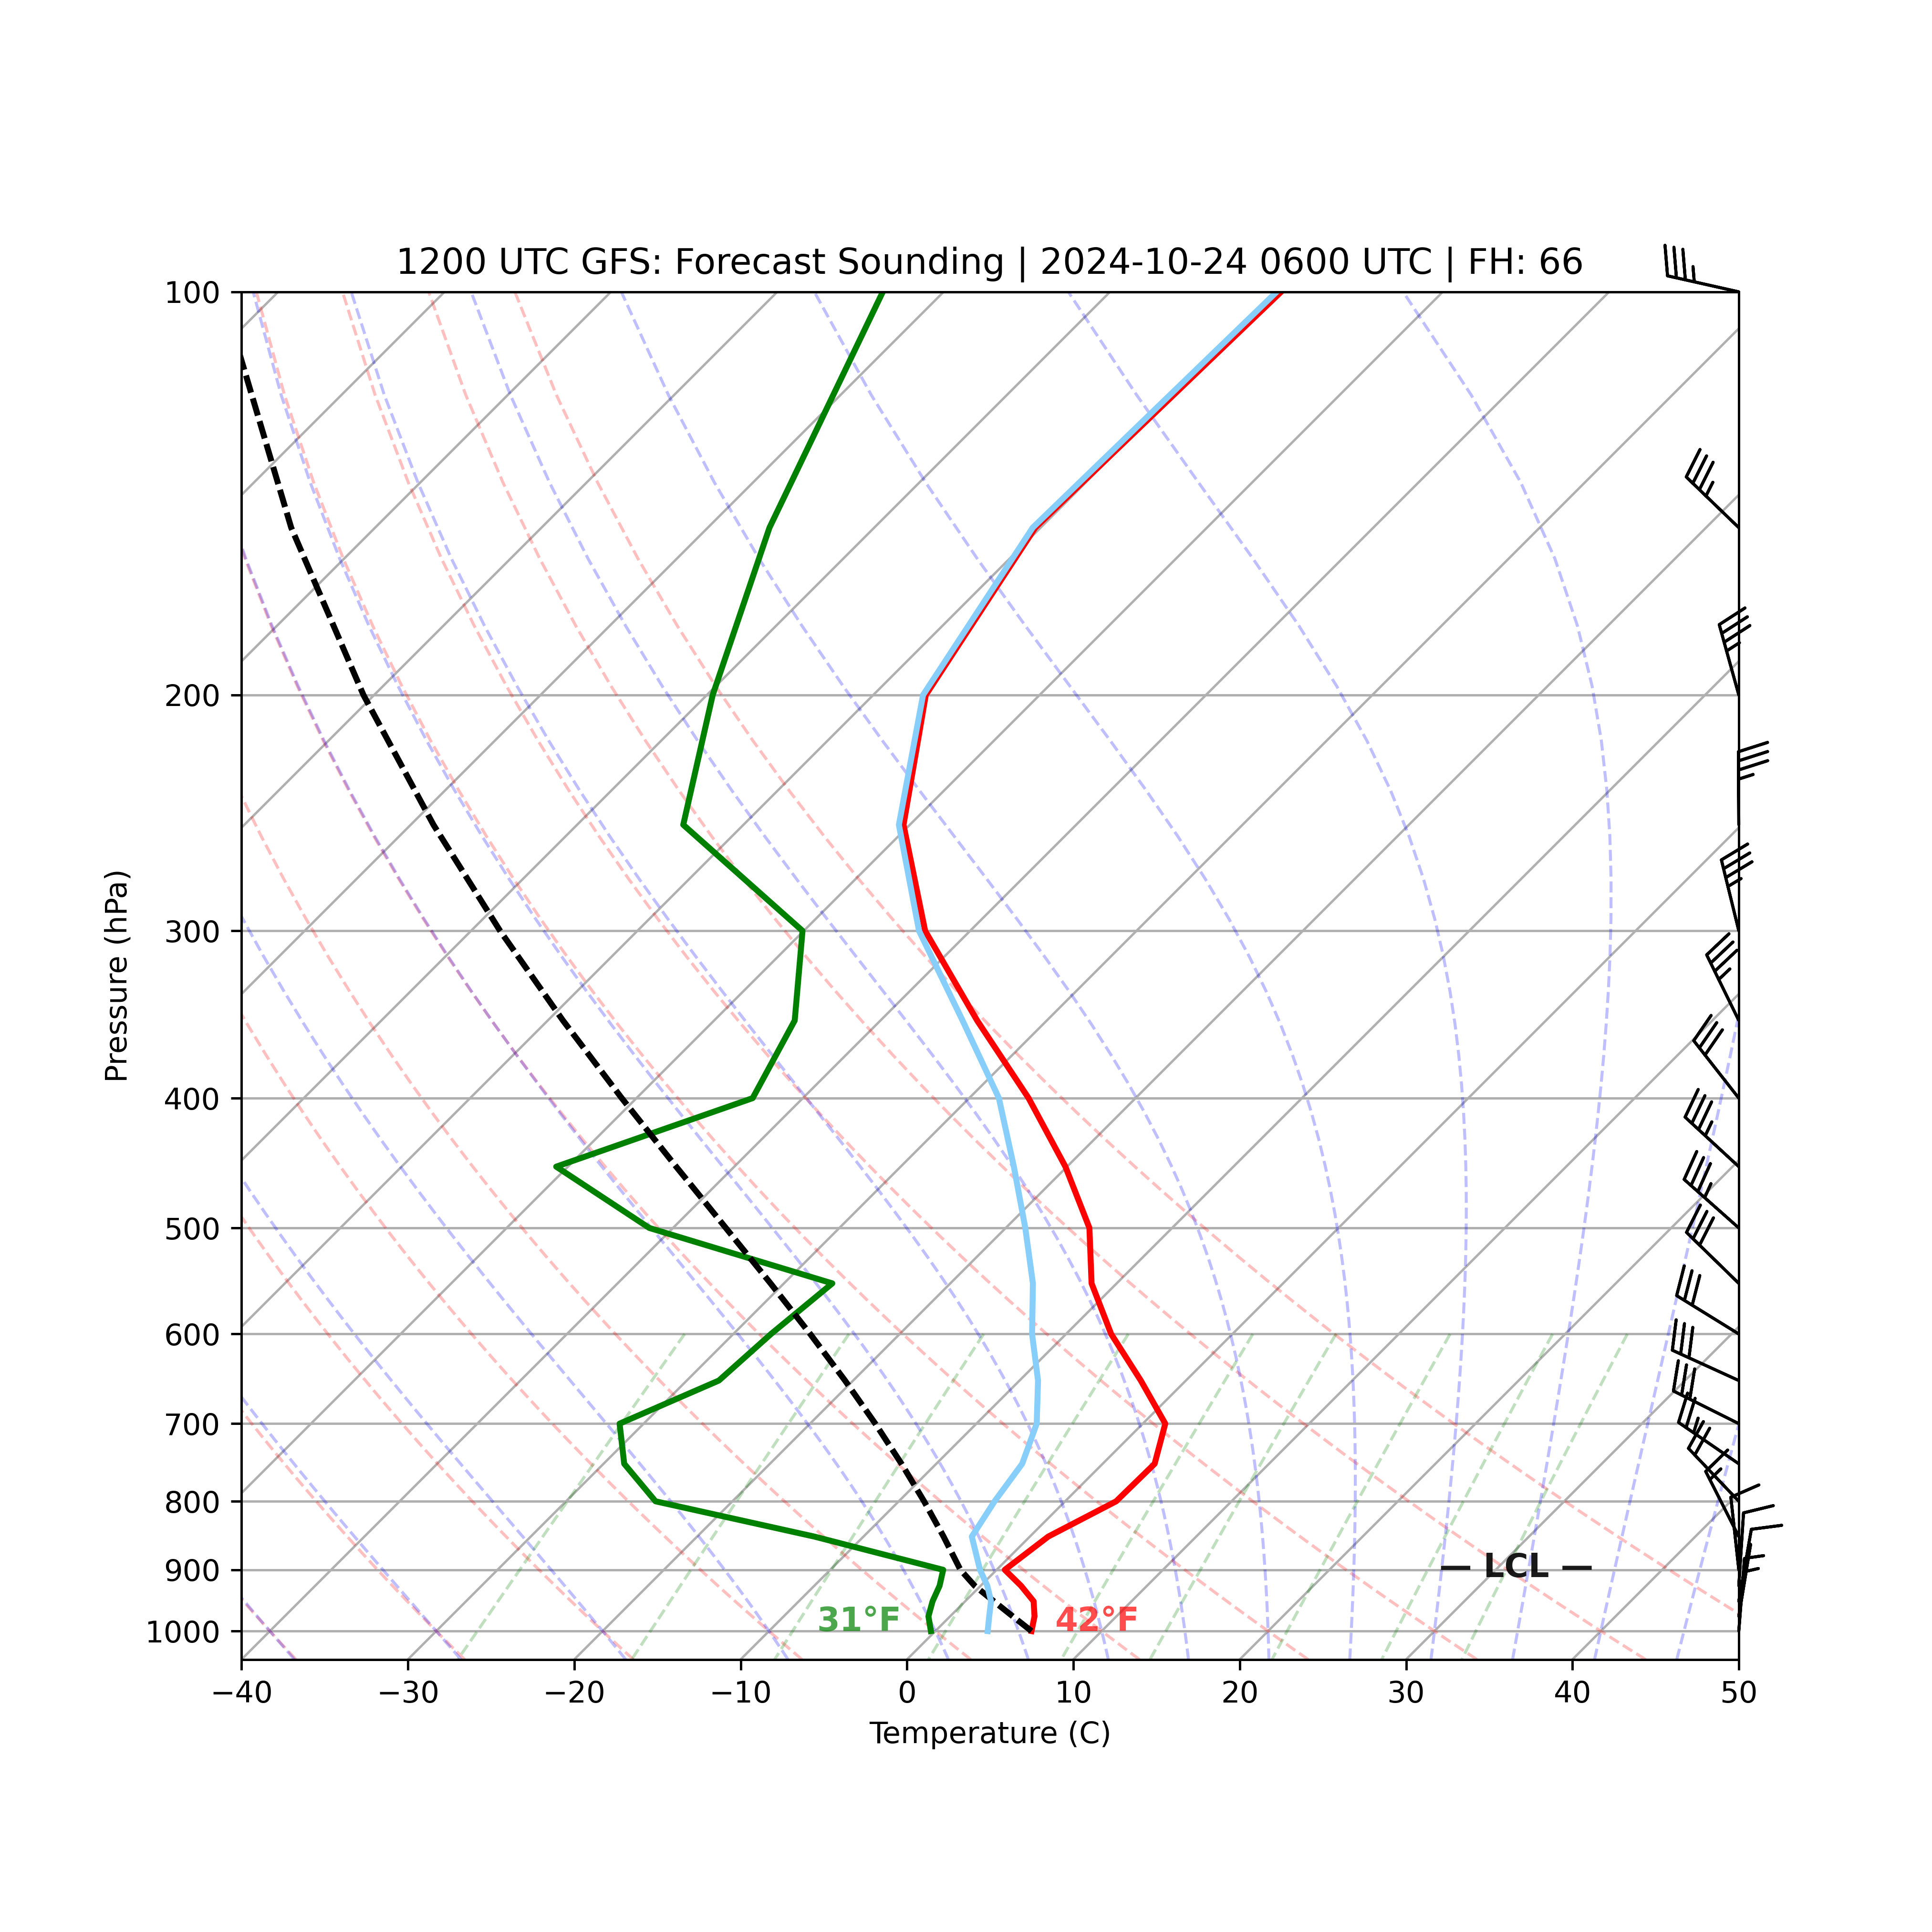 1200 UTC GFS: Forecast Sounding | 2024-10-24 0600 UTC | FH: 66
100
200
300
400
500
600
700
800
900
1000
Pressure (hPa)
— LCL —
31°F
42°F
−40 −30 −20 −10 0 10 20 30 40 50
Temperature (C)